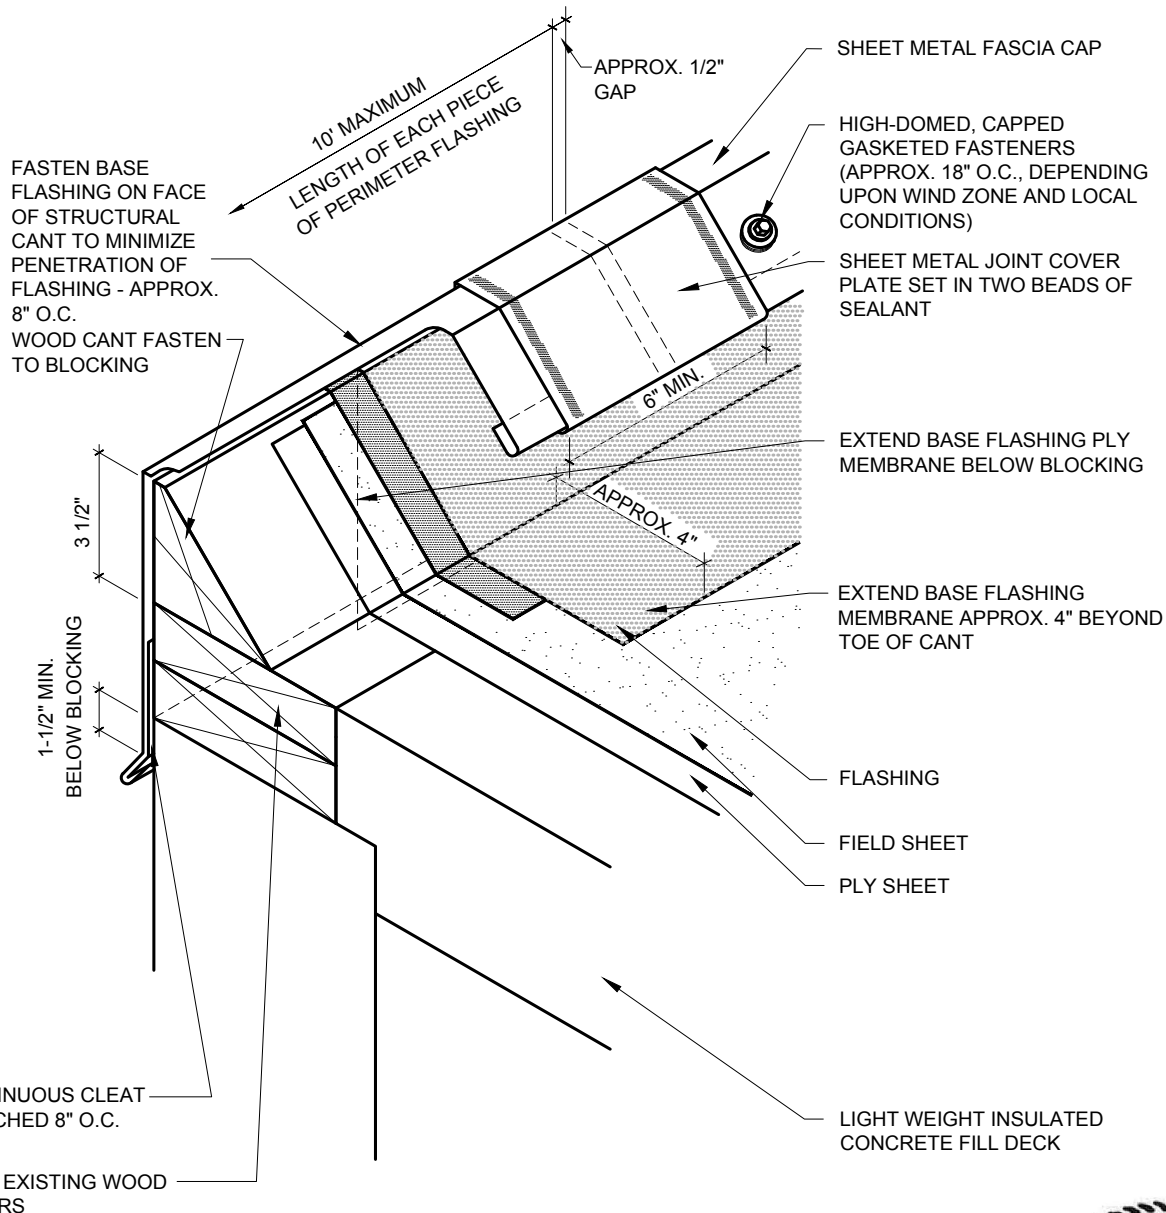 10' MAXIMUM
LENGTH OF EACH PIECE
OF PERIMETER FLASHING
APPROX. 1/2"
GAP
SHEET METAL FASCIA CAP
HIGH-DOMED, CAPPED
GASKETED FASTENERS
(APPROX. 18" O.C., DEPENDING
UPON WIND ZONE AND LOCAL
CONDITIONS)
SHEET METAL JOINT COVER
PLATE SET IN TWO BEADS OF
SEALANT
FASTEN BASE
FLASHING ON FACE
OF STRUCTURAL
CANT TO MINIMIZE
PENETRATION OF
FLASHING - APPROX.
8" O.C.
WOOD CANT FASTEN
TO BLOCKING
6" MIN.
APPROX. 4"
EXTEND BASE FLASHING PLY
MEMBRANE BELOW BLOCKING
3 1/2"
1-1/2" MIN.
BELOW BLOCKING
EXTEND BASE FLASHING
MEMBRANE APPROX. 4" BEYOND
TOE OF CANT
FLASHING
FIELD SHEET
PLY SHEET
INUOUS CLEAT
CHED 8" O.C.
EXISTING WOOD
RS
LIGHT WEIGHT INSULATED
CONCRETE FILL DECK